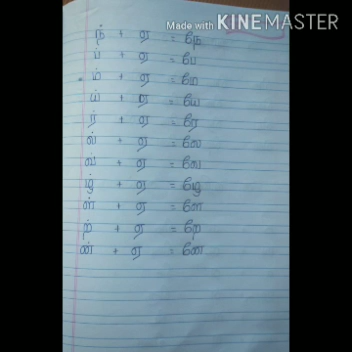 Made with KINEMASTER
ந் + ஏ = நே
ப் + ஏ = பே
ம் + ஏ = மே
ய் + ஏ = யே
ர் + ஏ = ரே
ல் + ஏ = லே
வ் + ஏ = வே
ழ் + ஏ = ழே
ள் + ஏ = ளே
ற் + ஏ = றே
ன் + ஏ = னே